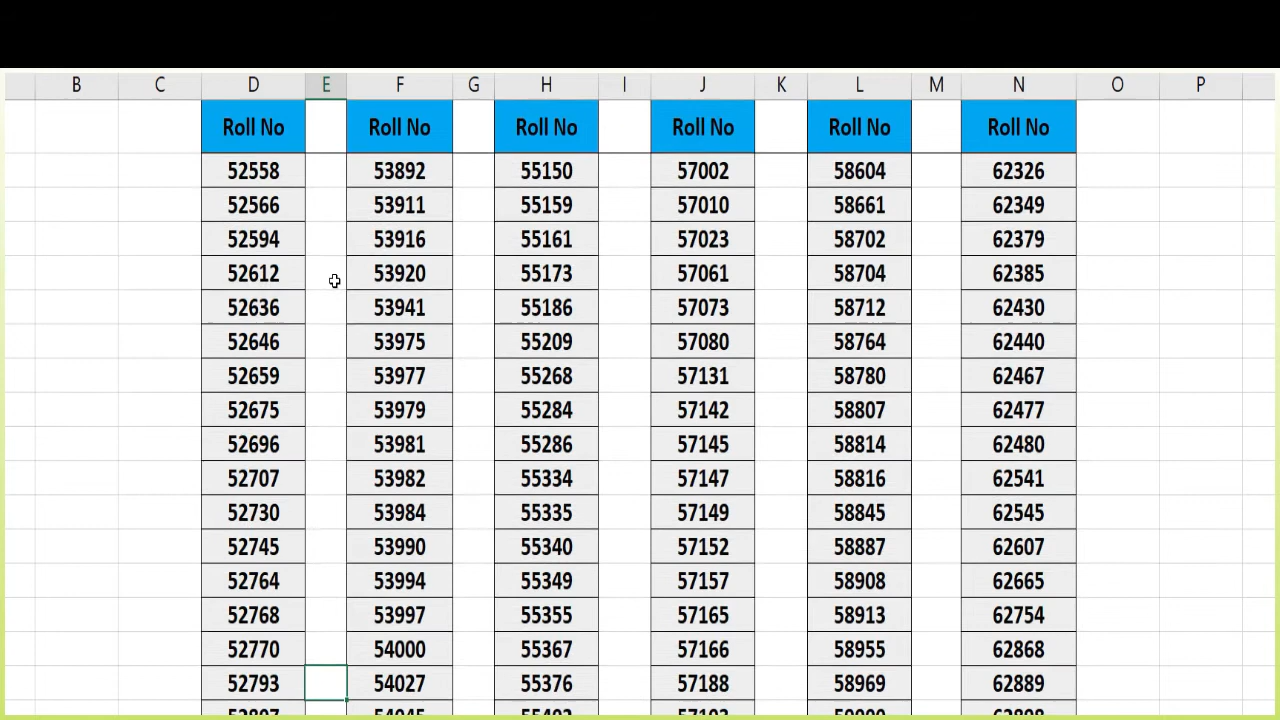 B C D E F G H I J K L M N O P
Roll No Roll No Roll No Roll No Roll No Roll No
52558 53892 55150 57002 58604 62326
52566 53911 55159 57010 58661 62349
52594 53916 55161 57023 58702 62379
52612 53920 55173 57061 58704 62385
52636 53941 55186 57073 58712 62430
52646 53975 55209 57080 58764 62440
52659 53977 55268 57131 58780 62467
52675 53979 55284 57142 58807 62477
52696 53981 55286 57145 58814 62480
52707 53982 55334 57147 58816 62541
52730 53984 55335 57149 58845 62545
52745 53990 55340 57152 58887 62607
52764 53994 55349 57157 58908 62665
52768 53997 55355 57165 58913 62754
52770 54000 55367 57166 58955 62868
52793 54027 55376 57188 58969 62889